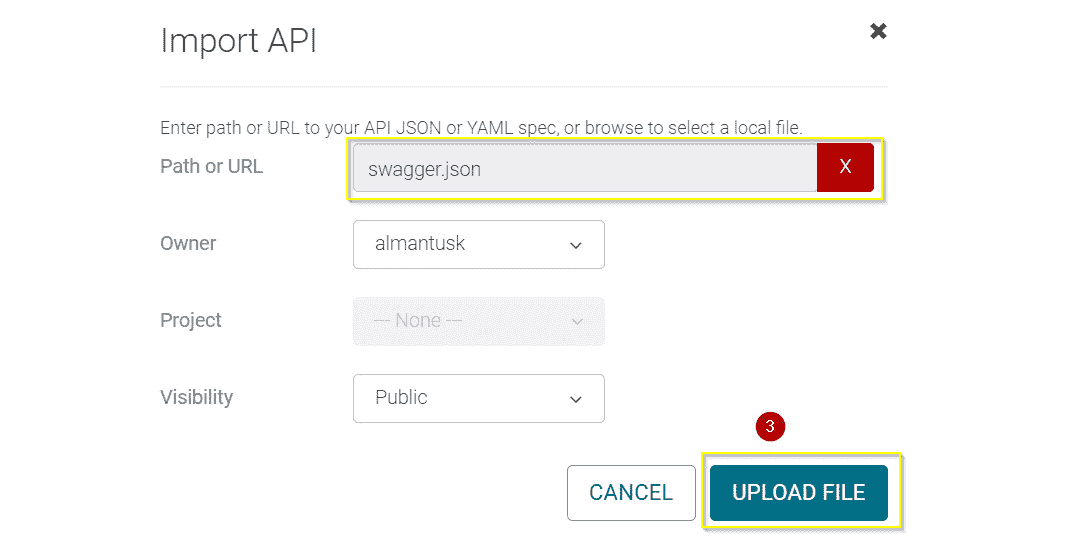 Import API
✖
Enter path or URL to your API JSON or YAML spec, or browse to select a local file.
Path or URL
swagger.json
X
Owner
almantusk
Project
--- None ---
Visibility
Public
3
CANCEL
UPLOAD FILE